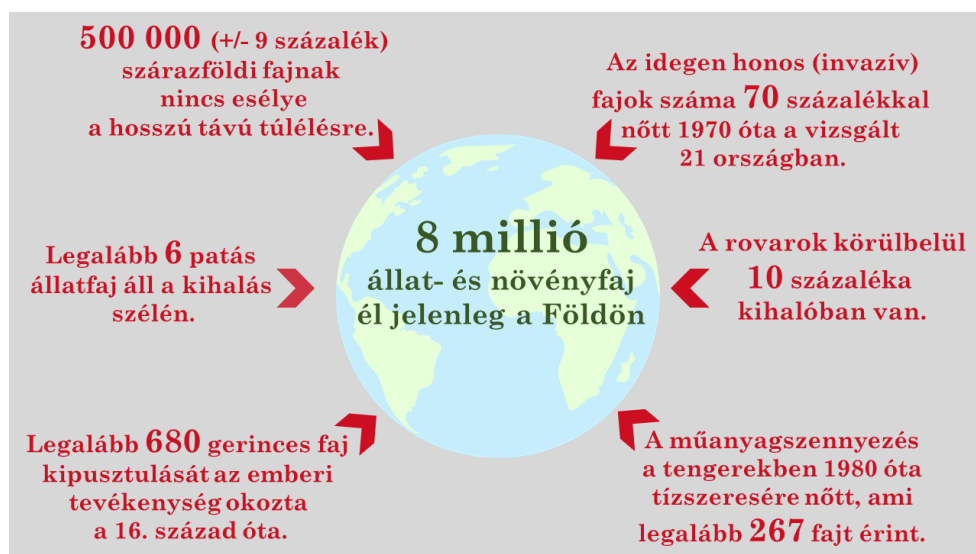 500 000 (+/- 9 százalék)
szárazföldi fajnak
nincs esélye
a hosszú távú túlélésre.
Az idegen honos (invazív)
fajok száma 70 százalékkal
nőtt 1970 óta a vizsgált
21 országban.
8 millió
állat- és növényfaj
él jelenleg a Földön
Legalább 6 patás
állatfaj áll a kihalás
szélén.
A rovarok körülbelül
10 százaléka
kihalóban van.
Legalább 680 gerinces faj
kipusztulását az emberi
tevékenység okozta
a 16. század óta.
A műanyagszennyezés
a tengerekben 1980 óta
tízszeresére nőtt, ami
legalább 267 fajt érint.